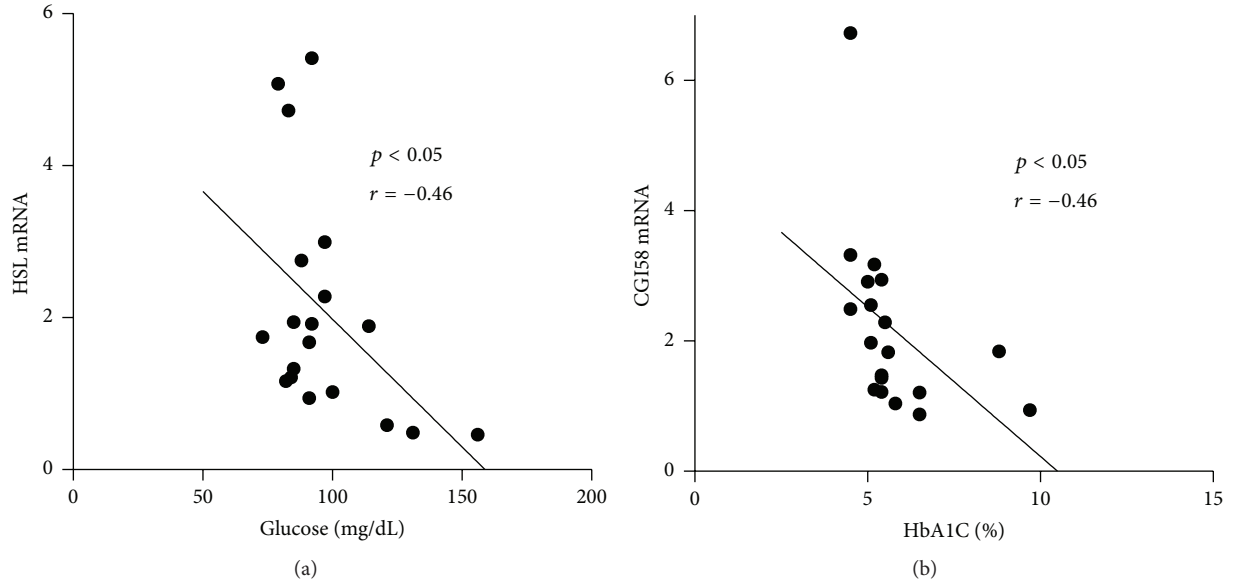 6
4
2
0
HSL mRNA
p < 0.05
r = −0.46
0
50
100
150
200
Glucose (mg/dL)
(a)
6
4
2
0
CGI58 mRNA
p < 0.05
r = −0.46
0
5
10
15
HbA1C (%)
(b)